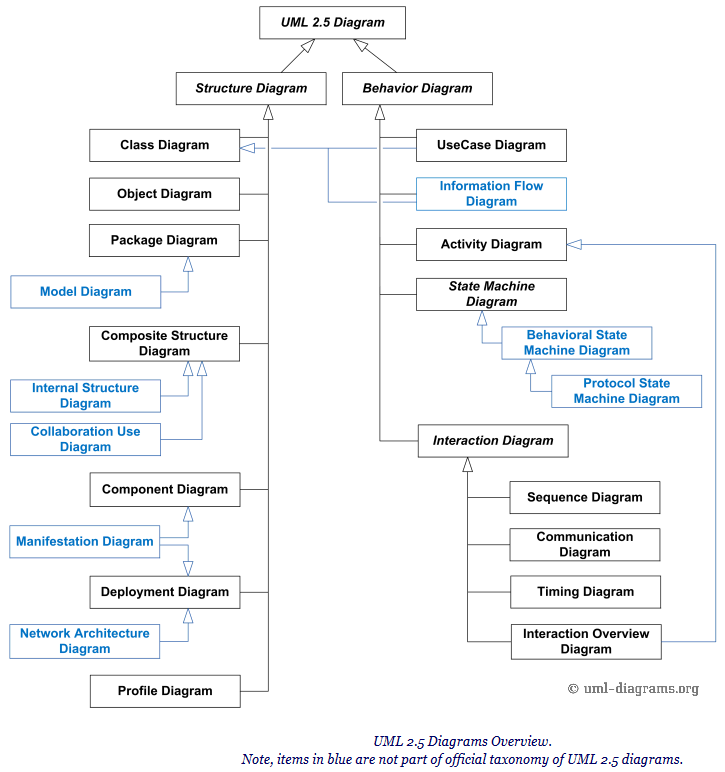 UML 2.5 Diagram
Structure Diagram
Behavior Diagram
Class Diagram
UseCase Diagram
Object Diagram
Information Flow
Diagram
Package Diagram
Activity Diagram
Model Diagram
State Machine
Diagram
Composite Structure
Diagram
Behavioral State
Machine Diagram
Internal Structure
Diagram
Protocol State
Machine Diagram
Collaboration Use
Diagram
Interaction Diagram
Component Diagram
Sequence Diagram
Manifestation Diagram
Communication
Diagram
Deployment Diagram
Timing Diagram
Network Architecture
Diagram
Interaction Overview
Diagram
Profile Diagram
© uml-diagrams.org
UML 2.5 Diagrams Overview.
Note, items in blue are not part of official taxonomy of UML 2.5 diagrams.